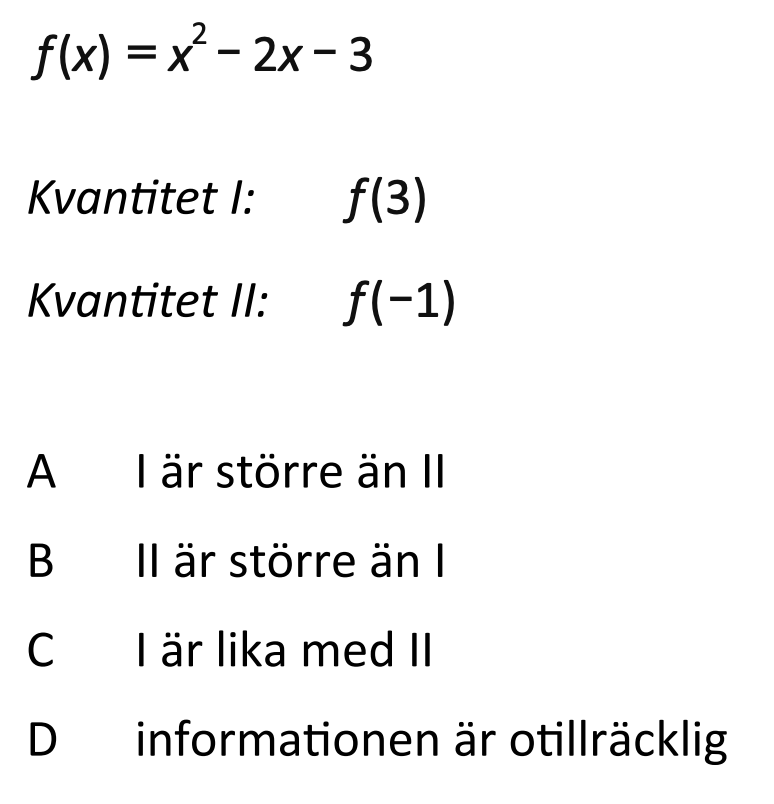 f(x) = x² − 2x − 3
Kvantitet I: f(3)
Kvantitet II: f(−1)
A I är större än II
B II är större än I
C I är lika med II
D informationen är otillräcklig